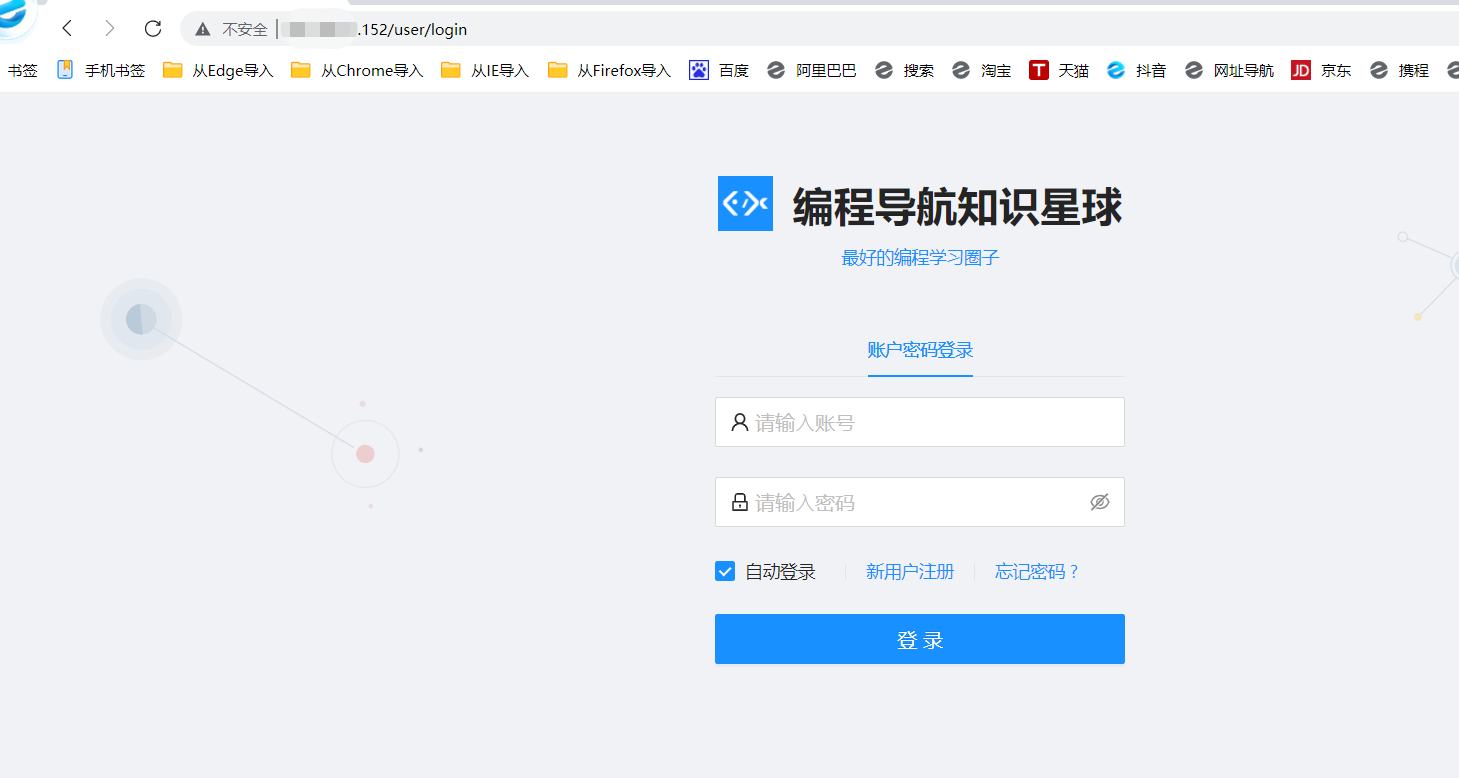 不安全 .152/user/login
书签 手机书签 从Edge导入 从Chrome导入 从IE导入 从Firefox导入 百度 阿里巴巴 搜索 淘宝 T 天猫 抖音 网址导航 JD 京东 携程
编程导航知识星球
最好的编程学习圈子
账户密码登录
请输入账号
请输入密码
自动登录 新用户注册 忘记密码 ?
登 录